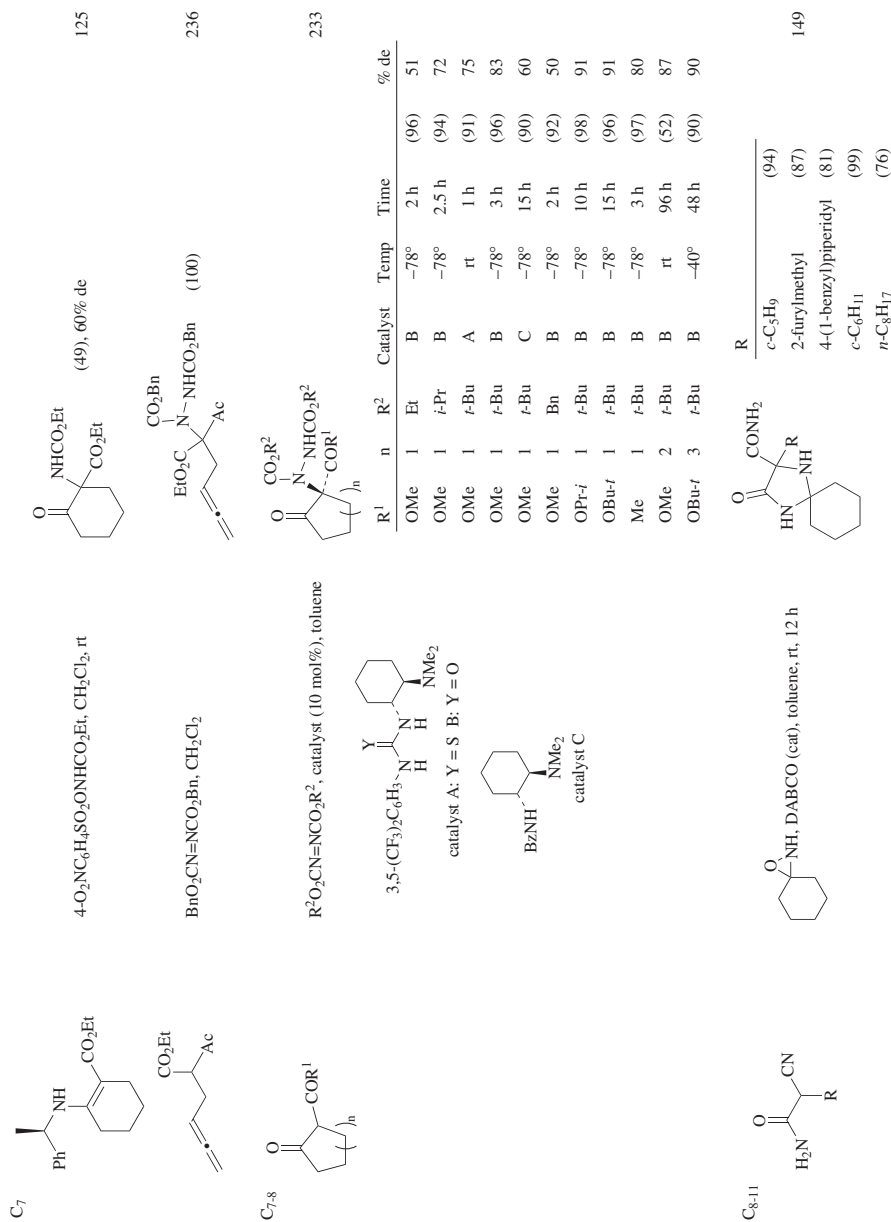 C7
Ph
NH
CO2Et
4-O2NC6H4SO2ONHCO2Et, CH2Cl2, rt
O
NHCO2Et
CO2Et
(49), 60% de
125
CO2Et
Ac
BnO2CN=NCO2Bn, CH2Cl2
CO2Bn
EtO2C
N
NHCO2Bn
Ac
(100)
236
C7-8
O
COR1
( )n
R2O2CN=NCO2R2, catalyst (10 mol%), toluene
CO2R2
O
N
NHCO2R2
COR1
( )n
233
3,5-(CF3)2C6H3
Y
N N
H H
NMe2
catalyst A: Y = S B: Y = O
BzNH
NMe2
catalyst C
R1 n R2 Catalyst Temp Time % de
OMe 1 Et B −78° 2 h (96) 51
OMe 1 i-Pr B −78° 2.5 h (94) 72
OMe 1 t-Bu A rt 1 h (91) 75
OMe 1 t-Bu B −78° 3 h (96) 83
OMe 1 t-Bu C −78° 15 h (90) 60
OMe 1 Bn B −78° 2 h (92) 50
OPr-i 1 t-Bu B −78° 10 h (98) 91
OBu-t 1 t-Bu B −78° 15 h (96) 91
Me 1 t-Bu B −78° 3 h (97) 80
OMe 2 t-Bu B rt 96 h (52) 87
OBu-t 3 t-Bu B −40° 48 h (90) 90
C8-11
O
H2N
CN
R
O
NH, DABCO (cat), toluene, rt, 12 h
O
CONH2
HN
R
NH
149
R
c-C5H9 (94)
2-furylmethyl (87)
4-(1-benzyl)piperidyl (81)
c-C6H11 (99)
n-C8H17 (76)